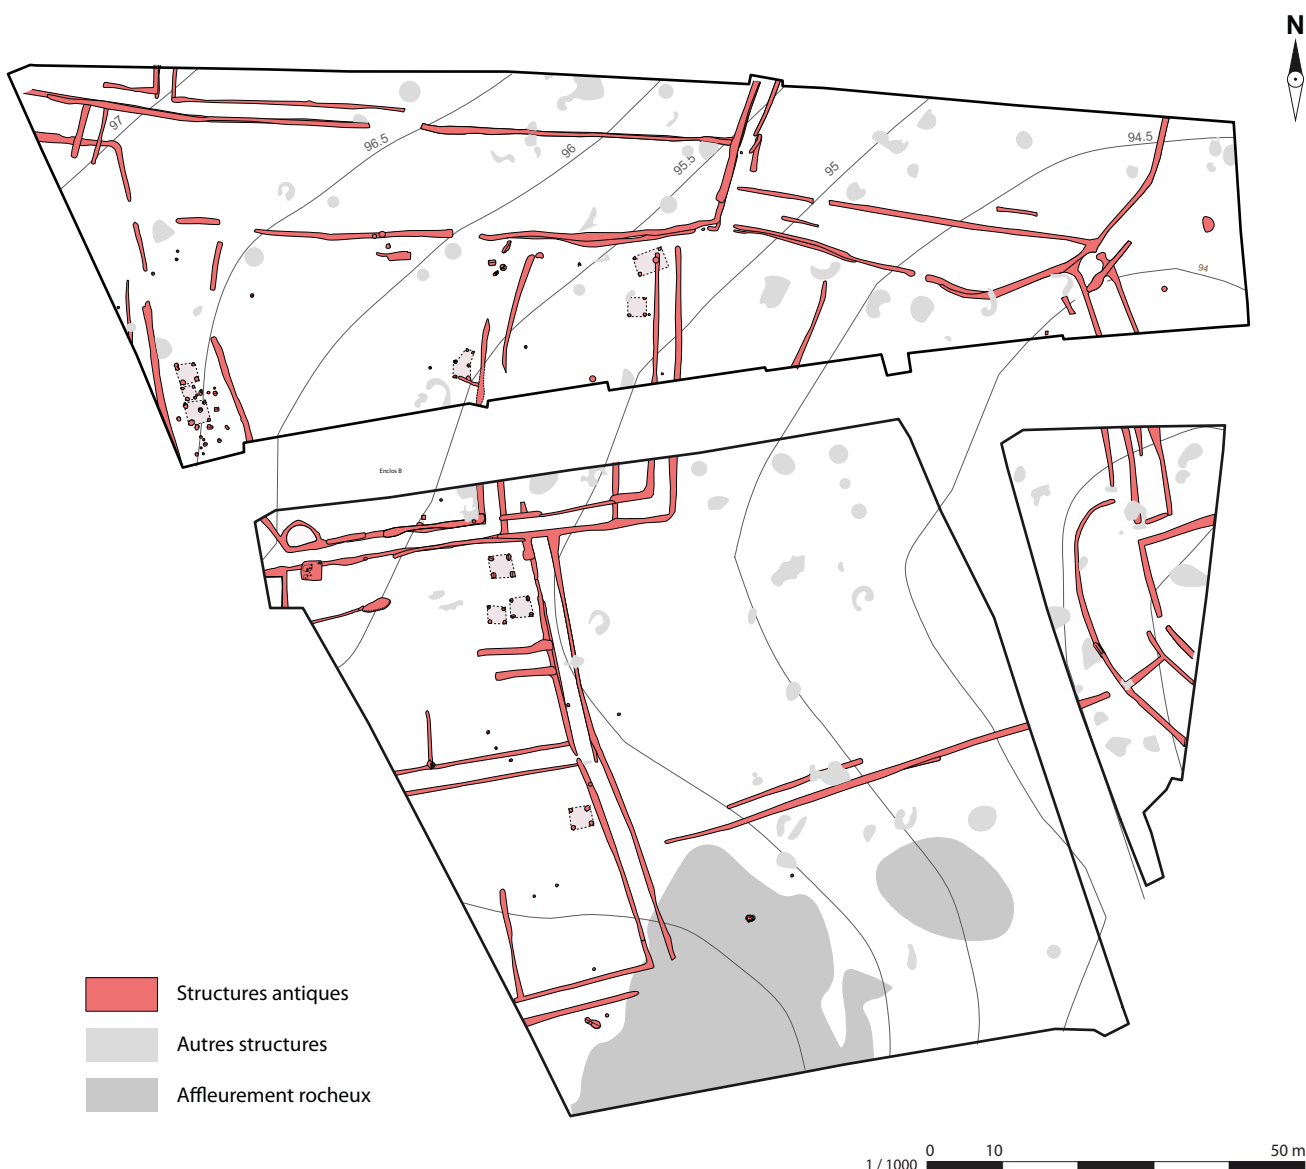 N
97
96.5
96
95.5
95
94.5
94
Enclos B
Structures antiques
Autres structures
Affleurement rocheux
0 10 50 m
1 / 1000